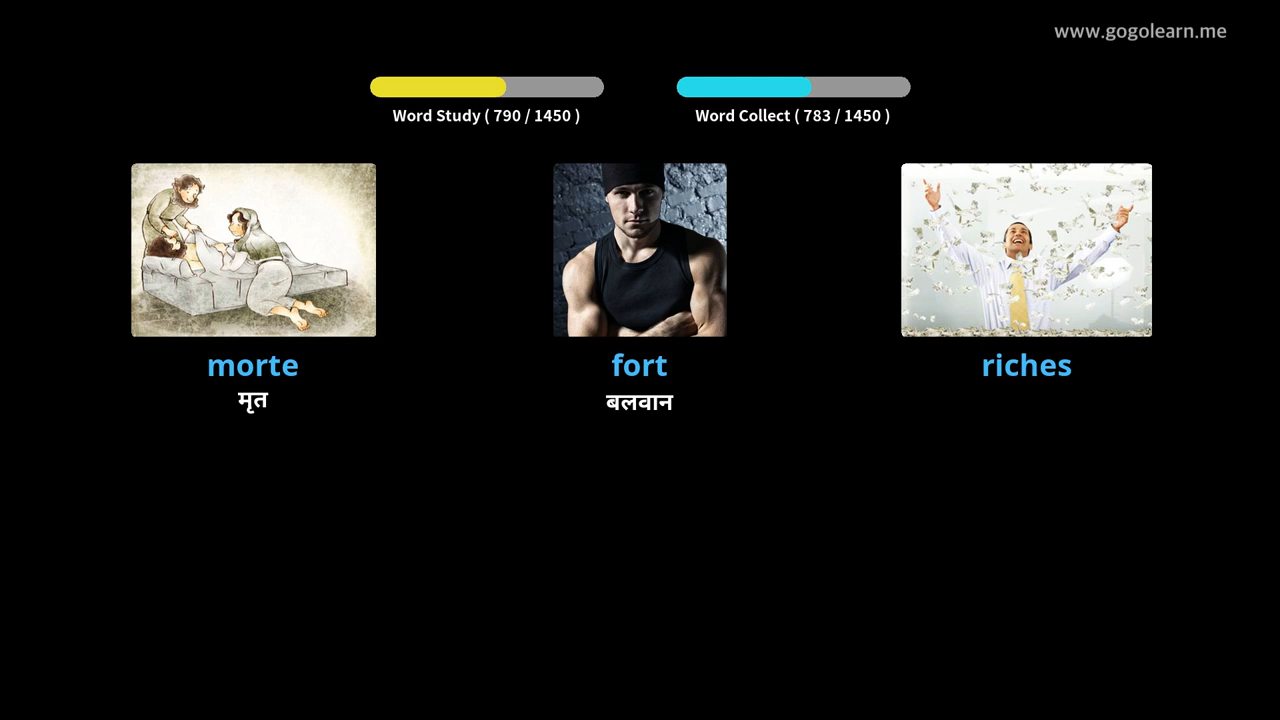 www.gogolearn.me
Word Study ( 790 / 1450 )
Word Collect ( 783 / 1450 )
morte
मृत
fort
बलवान
riches